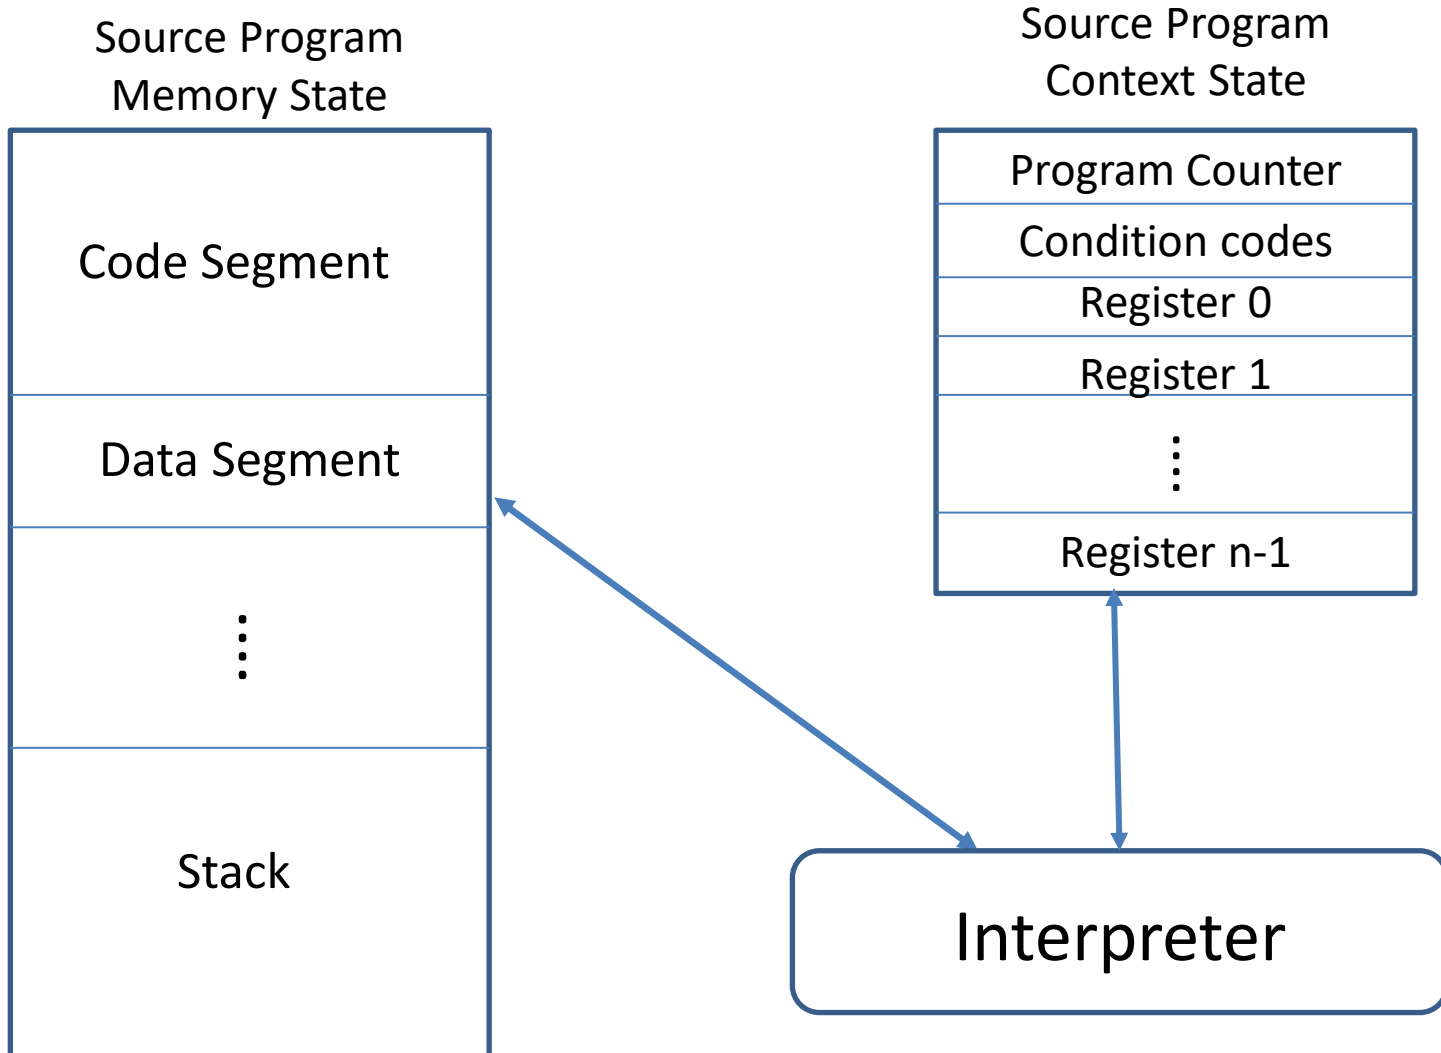 Source Program
Memory State
Code Segment
Data Segment
Stack
Source Program
Context State
Program Counter
Condition codes
Register 0
Register 1
Register n-1
Interpreter